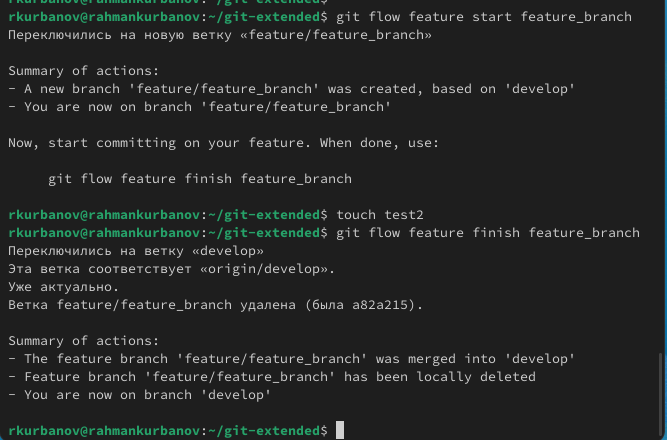 rkurbanov@rahmankurbanov:~/git-extended$ git flow feature start feature_branch
Переключились на новую ветку «feature/feature_branch»
Summary of actions:
- A new branch 'feature/feature_branch' was created, based on 'develop'
- You are now on branch 'feature/feature_branch'
Now, start committing on your feature. When done, use:
git flow feature finish feature_branch
rkurbanov@rahmankurbanov:~/git-extended$ touch test2
rkurbanov@rahmankurbanov:~/git-extended$ git flow feature finish feature_branch
Переключились на ветку «develop»
Эта ветка соответствует «origin/develop».
Уже актуально.
Ветка feature/feature_branch удалена (была a82a215).
Summary of actions:
- The feature branch 'feature/feature_branch' was merged into 'develop'
- Feature branch 'feature/feature_branch' has been locally deleted
- You are now on branch 'develop'
rkurbanov@rahmankurbanov:~/git-extended$